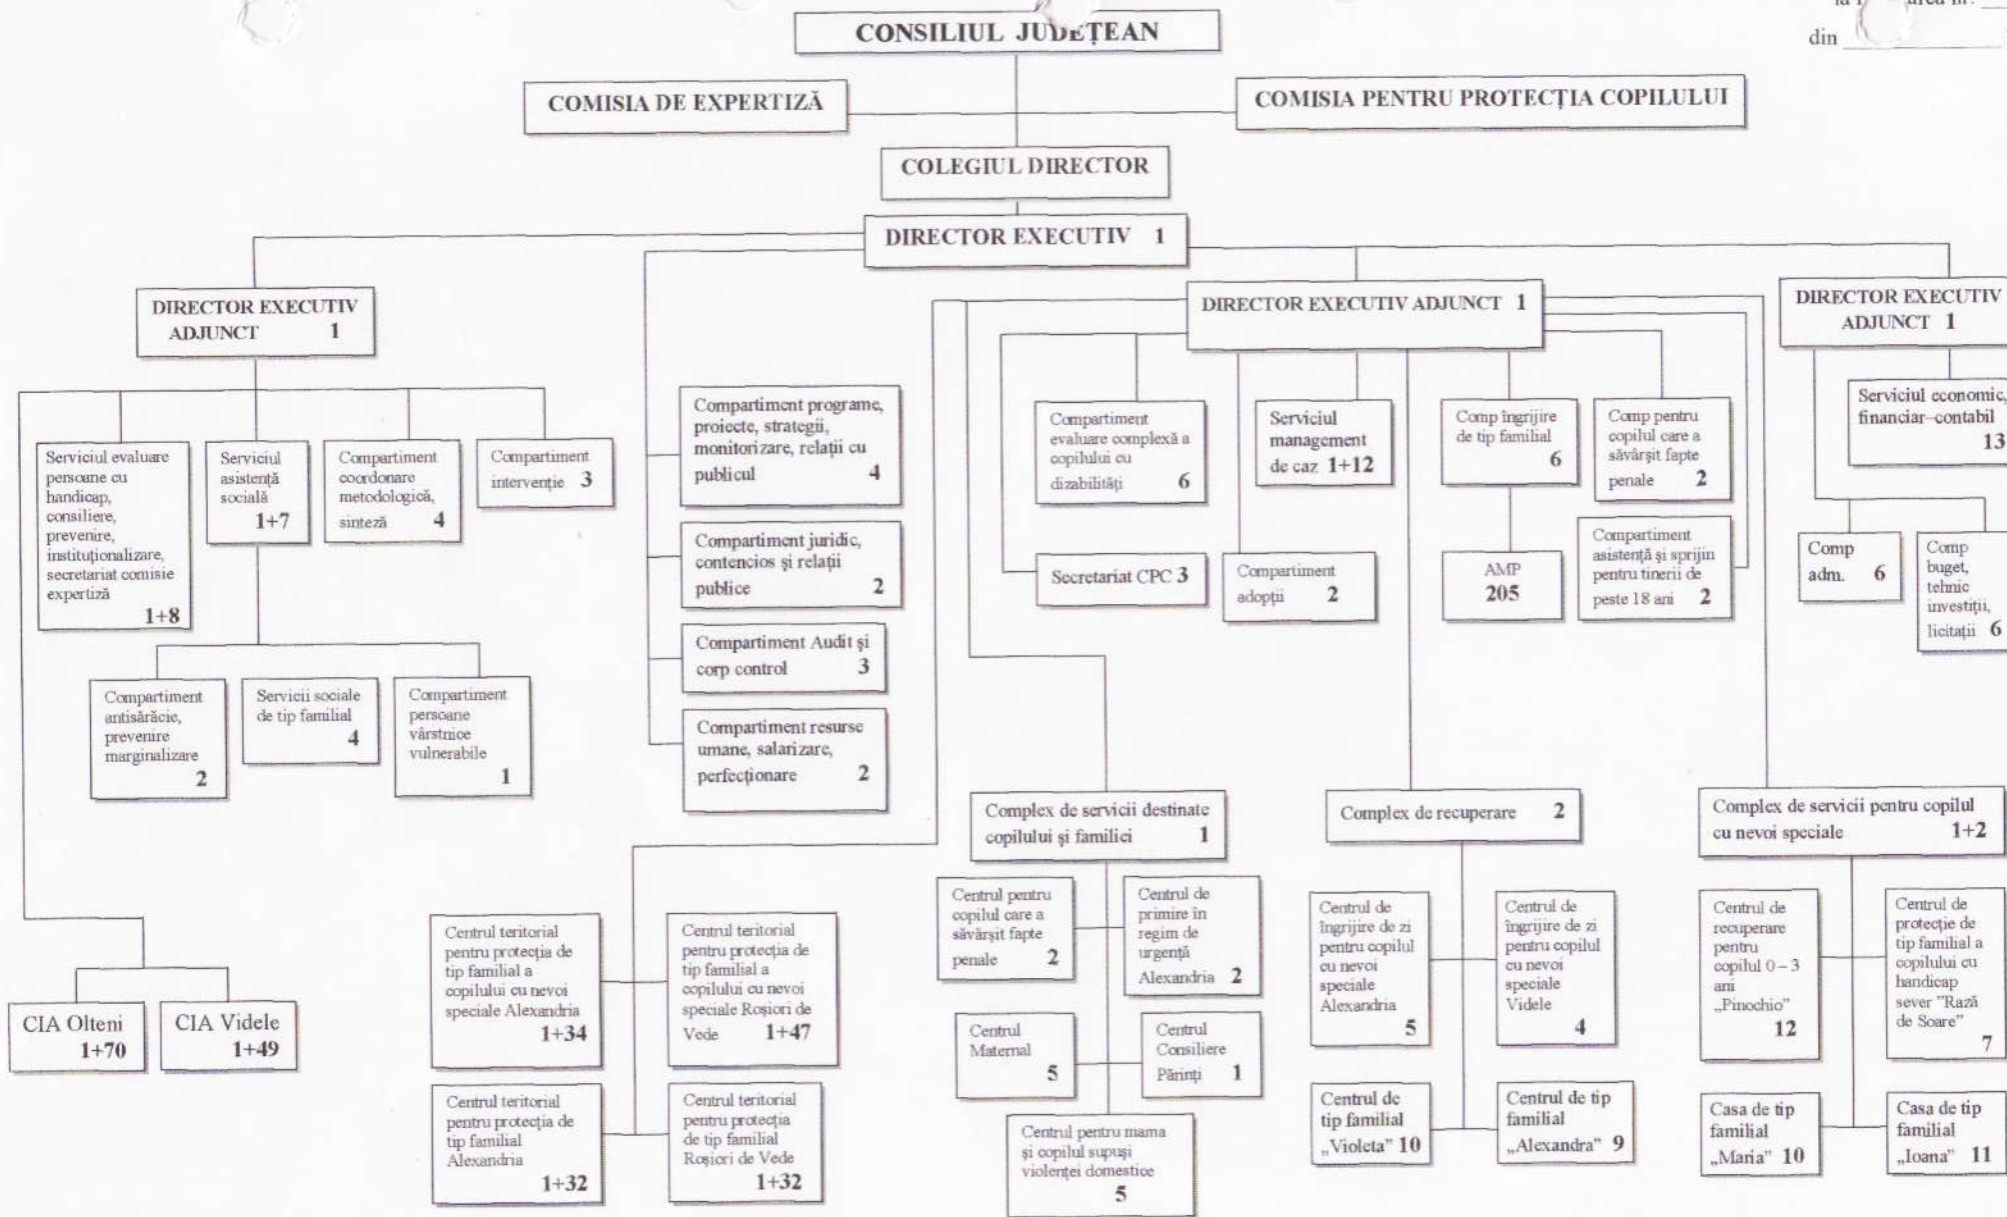 din
CONSILIUL JUDEȚEAN
COMISIA DE EXPERTIZĂ
COMISIA PENTRU PROTECȚIA COPILULUI
COLEGIUL DIRECTOR
DIRECTOR EXECUTIV 1
DIRECTOR EXECUTIV
ADJUNCT 1
DIRECTOR EXECUTIV ADJUNCT 1
DIRECTOR EXECUTIV
ADJUNCT 1
Serviciul evaluare
persoane cu
handicap,
consiliere,
prevenire,
instituționalizare,
secretariat comisie
expertiză
1+8
Serviciul
asistență
socială
1+7
Compartiment
coordonare
metodologică,
sinteză 4
Compartiment
intervenție 3
Compartiment programe,
proiecte, strategii,
monitorizare, relații cu
publicul 4
Compartiment juridic,
contencios și relații
publice 2
Compartiment Audit și
corp control 3
Compartiment resurse
umane, salarizare,
perfecționare 2
Compartiment
evaluare complexă a
copilului cu
dizabilități 6
Serviciul
management
de caz 1+12
Comp îngrijire
de tip familial
6
Comp pentru
copilul care a
săvârșit fapte
penale 2
Serviciul economic,
financiar–contabil
13
Secretariat CPC 3
Compartiment
adopții 2
AMP
205
Compartiment
asistență și sprijin
pentru tinerii de
peste 18 ani 2
Comp
adm. 6
Comp
buget,
tehnic
investiții,
licitații 6
Compartiment
antisărăcie,
prevenire
marginalizare
2
Servicii sociale
de tip familial
4
Compartiment
persoane
vârstnice
vulnerabile
1
Complex de servicii destinate
copilului și familiei 1
Complex de recuperare 2
Complex de servicii pentru copilul
cu nevoi speciale 1+2
CIA Olteni
1+70
CIA Videle
1+49
Centrul teritorial
pentru protecția de
tip familial a
copilului cu nevoi
speciale Alexandria
1+34
Centrul teritorial
pentru protecția de
tip familial a
copilului cu nevoi
speciale Roșiori de
Vede 1+47
Centrul teritorial
pentru protecția de
tip familial
Alexandria
1+32
Centrul teritorial
pentru protecția
de tip familial
Roșiori de Vede
1+32
Centrul pentru
copilul care a
săvârșit fapte
penale 2
Centrul de
primire în
regim de
urgență
Alexandria 2
Centrul
Maternal
5
Centrul
Consiliere
Părinți 1
Centrul pentru mama
și copilul supuși
violenței domestice
5
Centrul de
îngrijire de zi
pentru copilul
cu nevoi
speciale
Alexandria
5
Centrul de
îngrijire de zi
pentru copilul
cu nevoi
speciale
Videle
4
Centrul de
tip familial
„Violeta” 10
Centrul de tip
familial
„Alexandra” 9
Centrul de
recuperare
pentru
copilul 0 – 3
ani
„Pinochio”
12
Centrul de
protecție de
tip familial a
copilului cu
handicap
sever ”Rază
de Soare”
7
Casa de tip
familial
„Maria” 10
Casa de tip
familial
„Ioana” 11